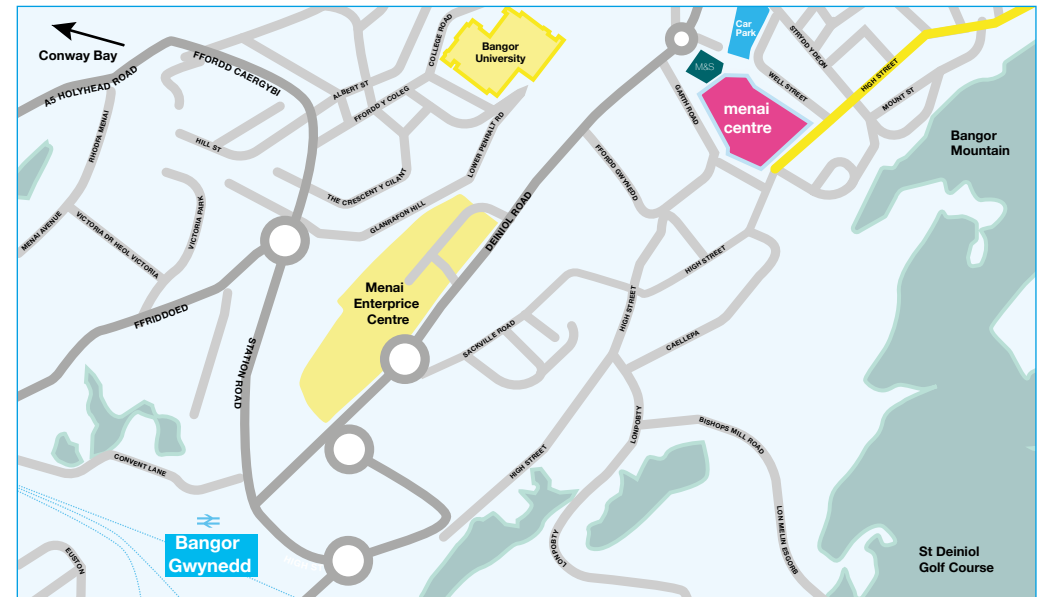 Conway Bay
A5 HOLYHEAD ROAD
FFORDD CAERGYBI
COLLEGE ROAD
Bangor
University
Car
Park
M&S
menai
centre
STRYDD Y DEON
WELL STREET
HIGH STREET
MOUNT ST
GARTH ROAD
Bangor
Mountain
ALBERT ST
FFORDD Y COLEG
RHODFA MENAI
HILL ST
LOWER PENRALT RD
FFORDD GWYNEDD
THE CRESCENT Y CILANT
GLANRAFON HILL
DEINIOL ROAD
MENAI AVENUE
VICTORIA DR HEOL VICTORIA
VICTORIA PARK
HIGH STREET
Menai
Enterprice
Centre
FFRIDDOED
HIGH STREET
SACKVILLE ROAD
CAELLEPA
STATION ROAD
LONPOBTY
BISHOPS MILL ROAD
HIGH STREET
CONVENT LANE
LON MELIN ESGORB
LONPOBTY
Bangor
Gwynedd
EUSTON
St Deiniol
Golf Course